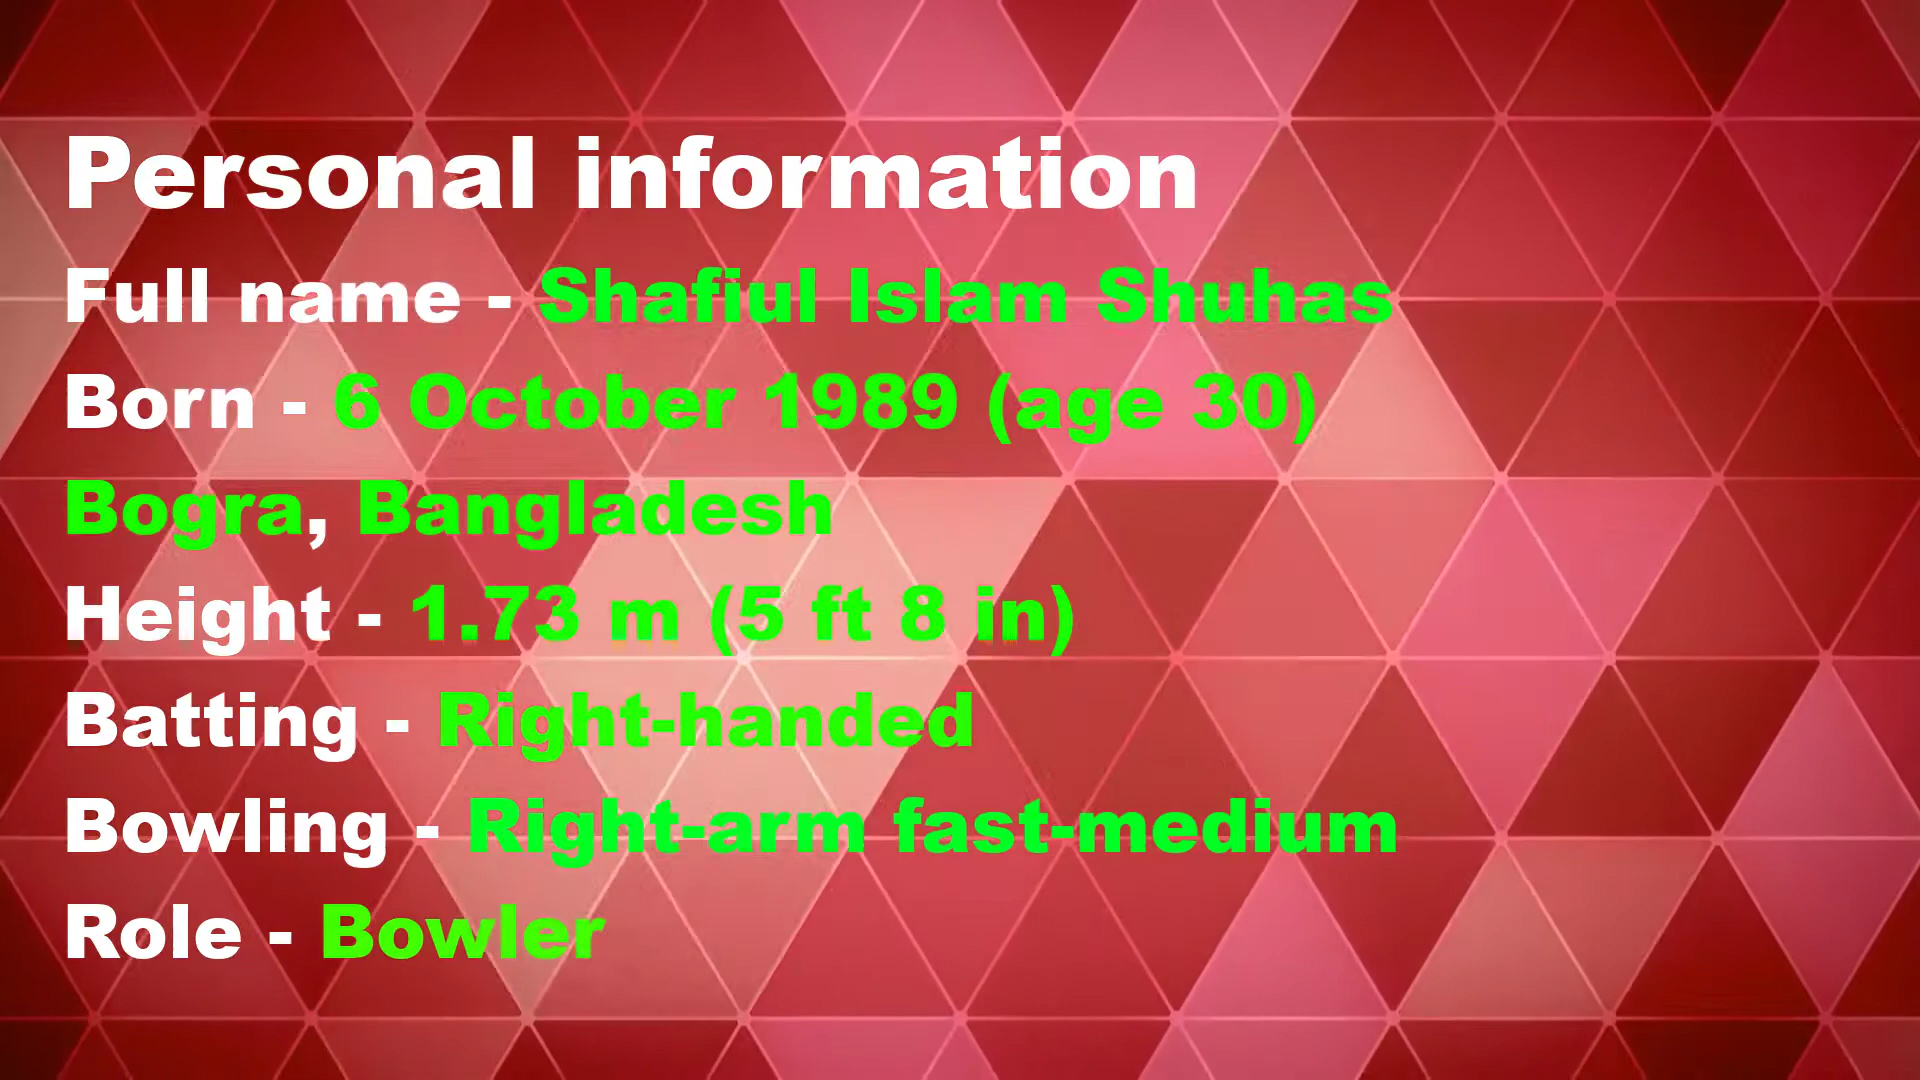 Personal information
Full name - Shafiul Islam Shuhas
Born - 6 October 1989 (age 30)
Bogra, Bangladesh
Height - 1.73 m (5 ft 8 in)
Batting - Right-handed
Bowling - Right-arm fast-medium
Role - Bowler